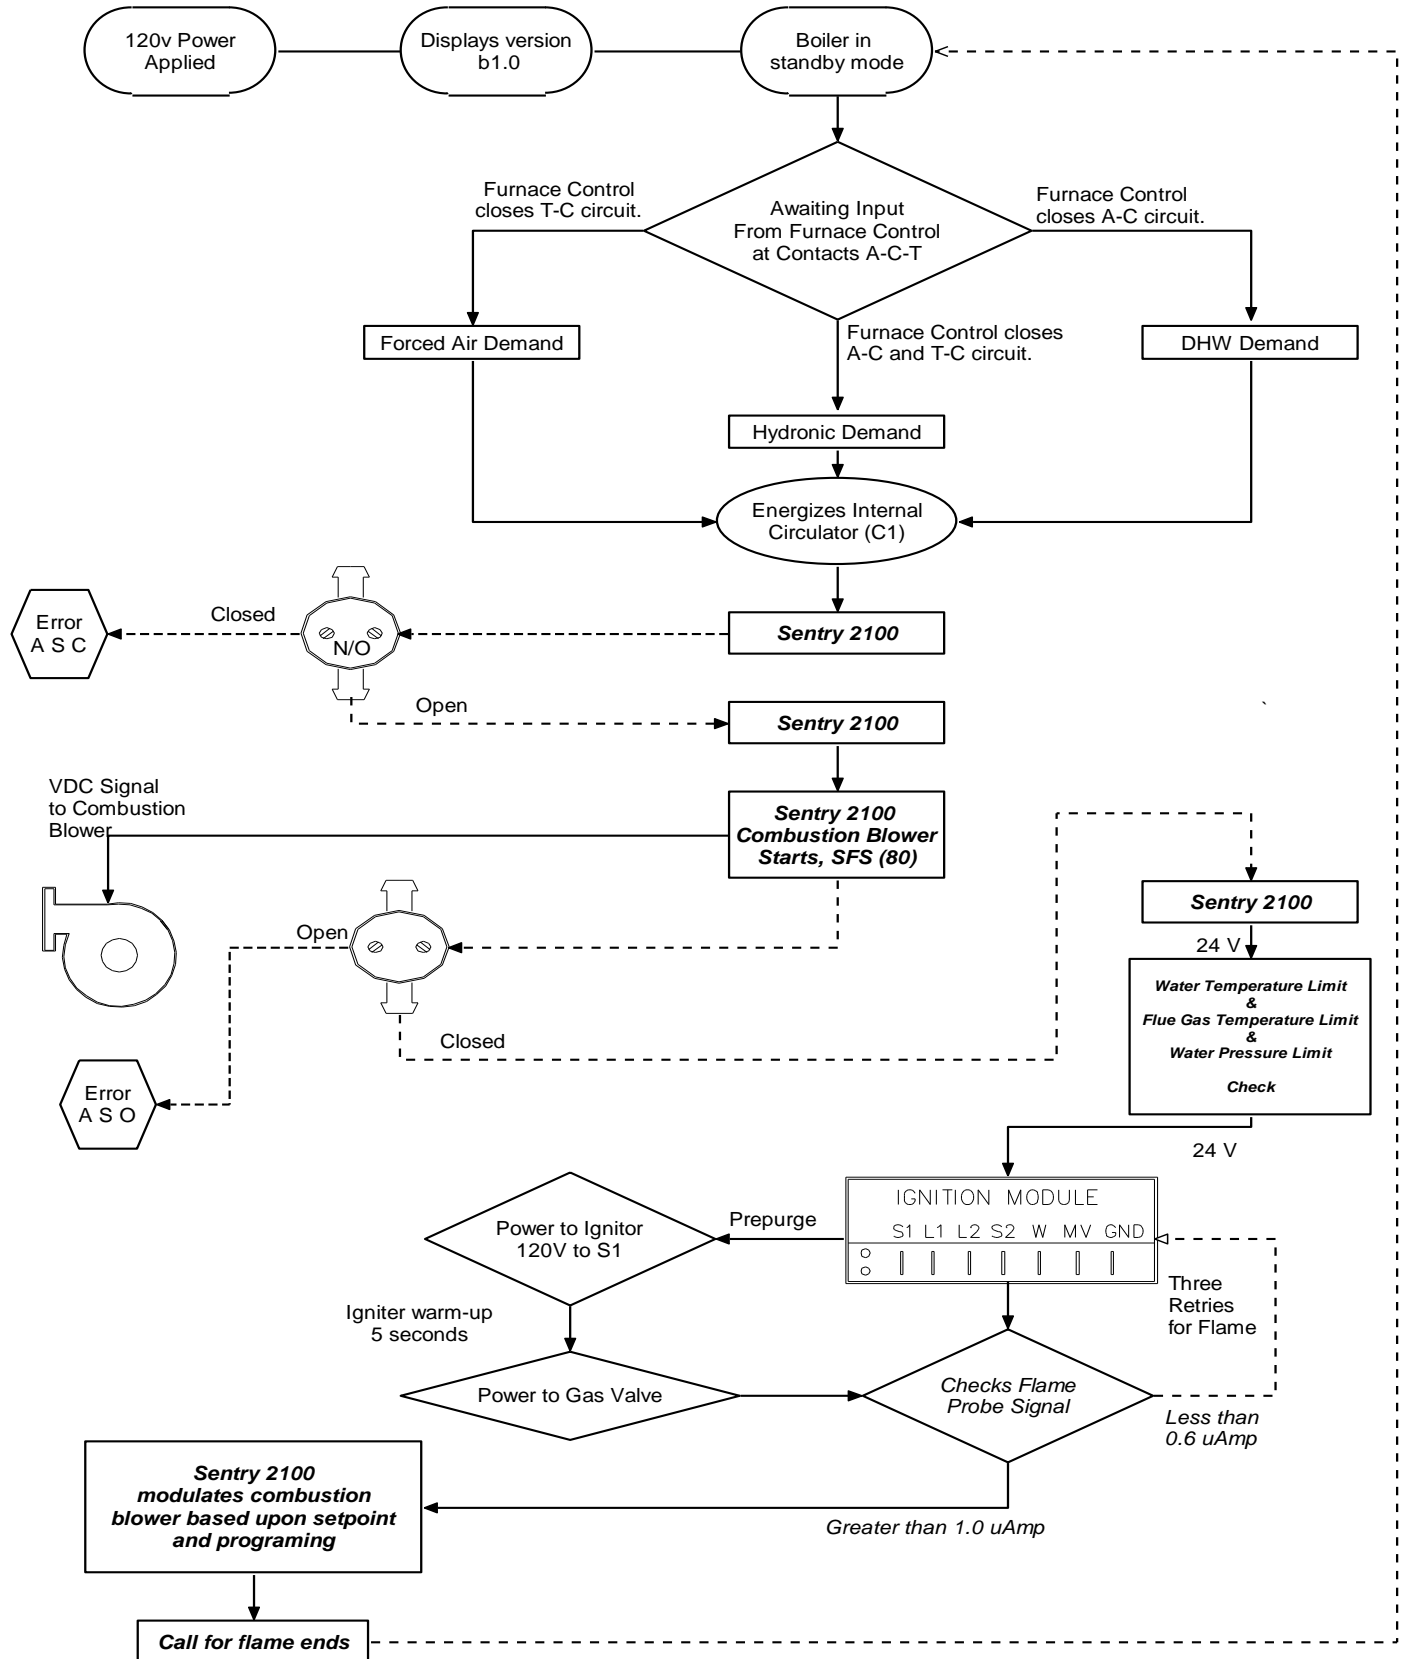 120v Power
Applied
Displays version
b1.0
Boiler in
standby mode
Furnace Control
closes T-C circuit.
Awaiting Input
From Furnace Control
at Contacts A-C-T
Furnace Control
closes A-C circuit.
Forced Air Demand
Furnace Control closes
A-C and T-C circuit.
DHW Demand
Hydronic Demand
Energizes Internal
Circulator (C1)
Error
A S C
Closed
N/O
Sentry 2100
Open
Sentry 2100
VDC Signal
to Combustion
Blower
Sentry 2100
Combustion Blower
Starts, SFS (80)
Open
Closed
Error
A S O
Sentry 2100
24 V
Water Temperature Limit
&
Flue Gas Temperature Limit
&
Water Pressure Limit
Check
24 V
IGNITION MODULE
S1 L1 L2 S2 W MV GND
Prepurge
Power to Ignitor
120V to S1
Three
Retries
for Flame
Igniter warm-up
5 seconds
Power to Gas Valve
Checks Flame
Probe Signal
Less than
0.6 uAmp
Greater than 1.0 uAmp
Sentry 2100
modulates combustion
blower based upon setpoint
and programing
Call for flame ends